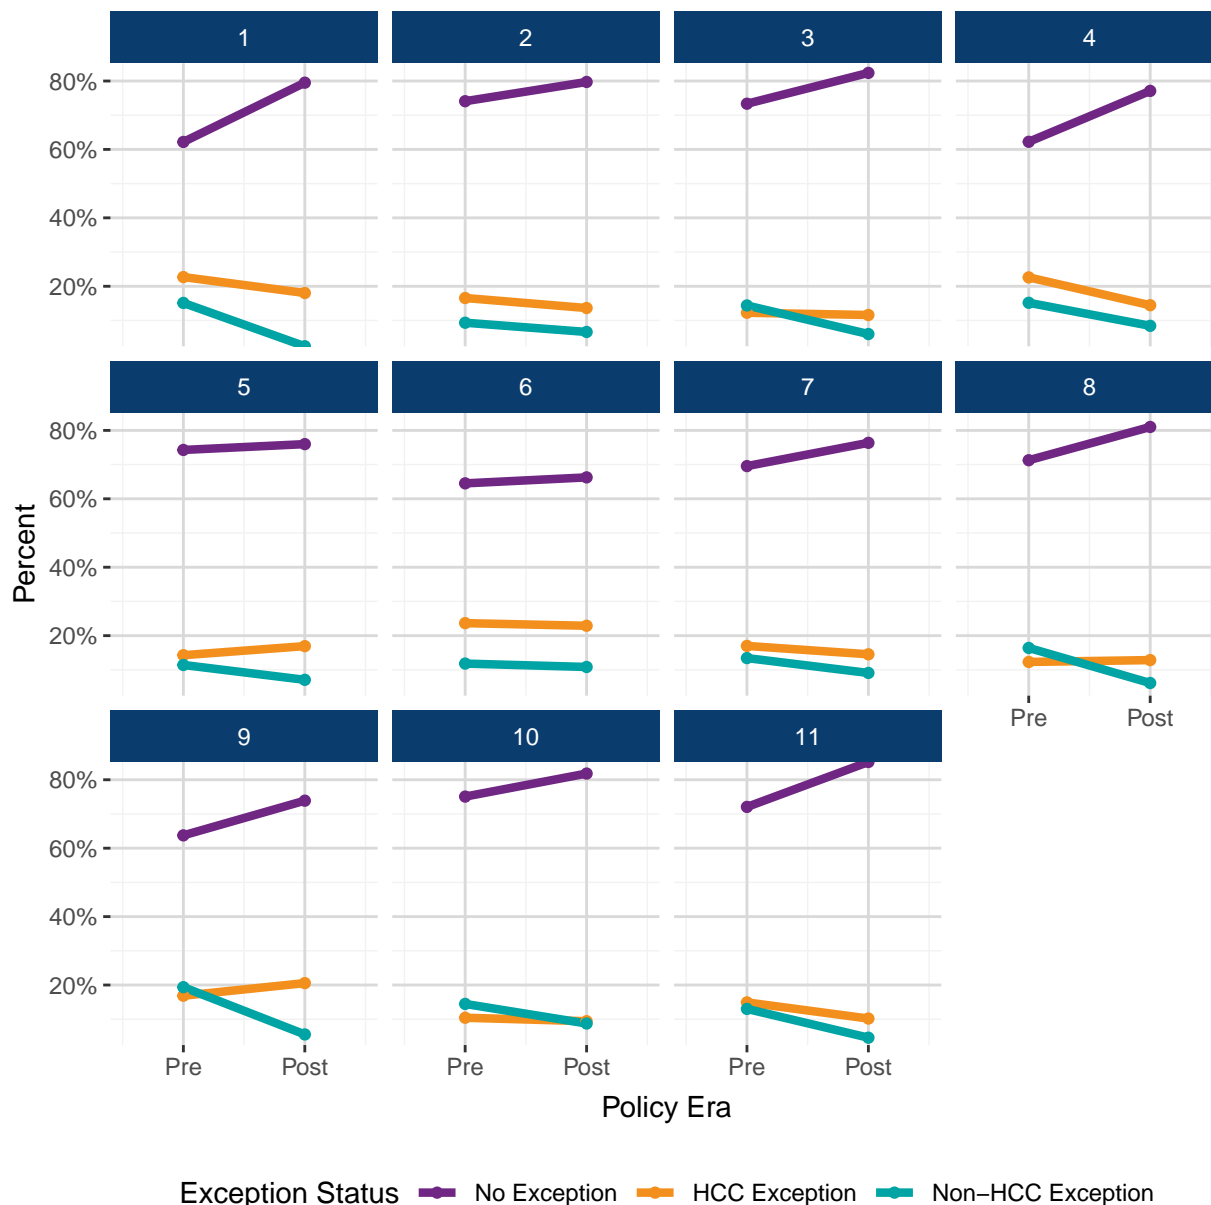 1 2 3 4
80%
60%
40%
20%
5 6 7 8
80%
60%
40%
20%
Pre Post
9 10 11
80%
60%
40%
20%
Pre Post Pre Post Pre Post
Percent
Policy Era
Exception Status No Exception HCC Exception Non−HCC Exception